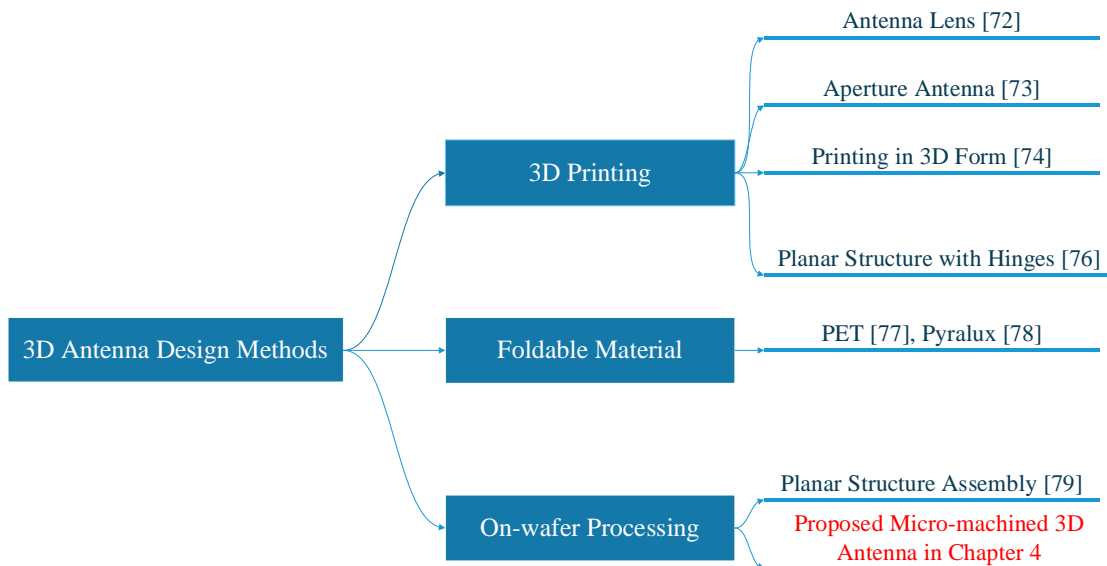 3D Antenna Design Methods
3D Printing
Antenna Lens [72]
Aperture Antenna [73]
Printing in 3D Form [74]
Planar Structure with Hinges [76]
Foldable Material
PET [77], Pyralux [78]
On-wafer Processing
Planar Structure Assembly [79]
Proposed Micro-machined 3D
Antenna in Chapter 4